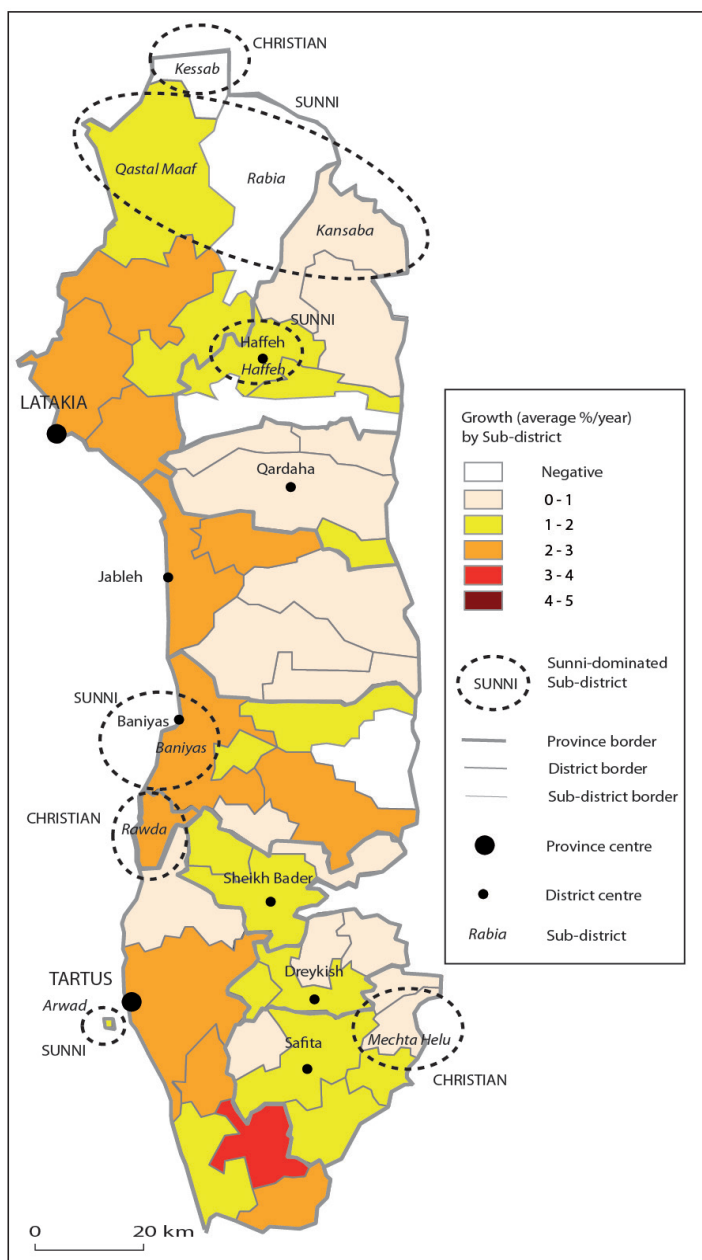 CHRISTIAN
Kessab
SUNNI
Qastal Maaf
Rabia
Kansaba
SUNNI
Haffeh
Haffeh
LATAKIA
Qardaha
Jableh
SUNNI
Baniyas
Baniyas
CHRISTIAN
Rawda
Sheikh Bader
TARTUS
Dreykish
Arwad
SUNNI
Safita
Mechta Helu
CHRISTIAN
0 20 km
Growth (average %/year)
by Sub-district
Negative
0 - 1
1 - 2
2 - 3
3 - 4
4 - 5
SUNNI
Sunni-dominated
Sub-district
Province border
District border
Sub-district border
Province centre
District centre
Rabia Sub-district